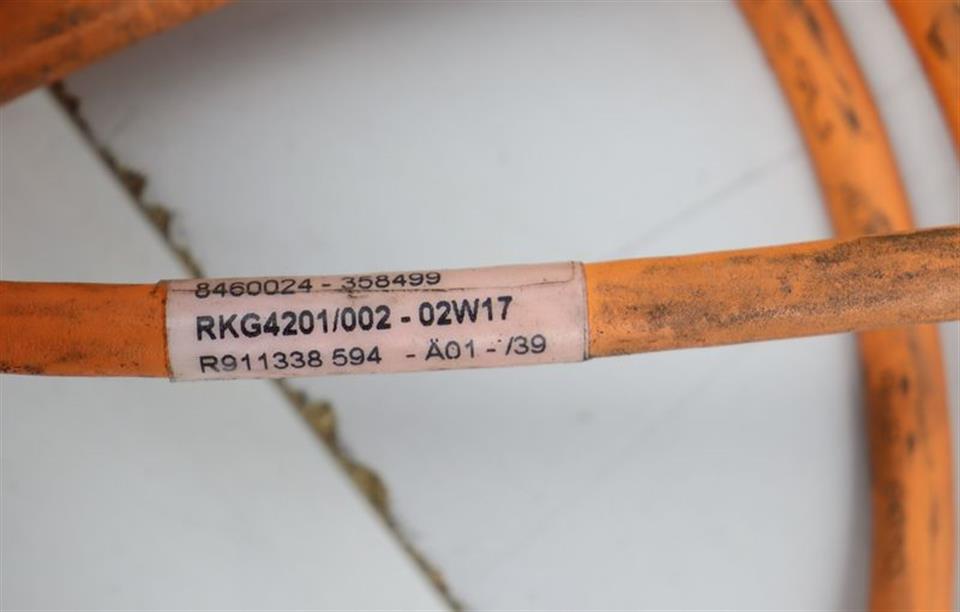 8460024 - 358499
RKG4201/002 - 02W17
R911338 594 - Ä01 - /39